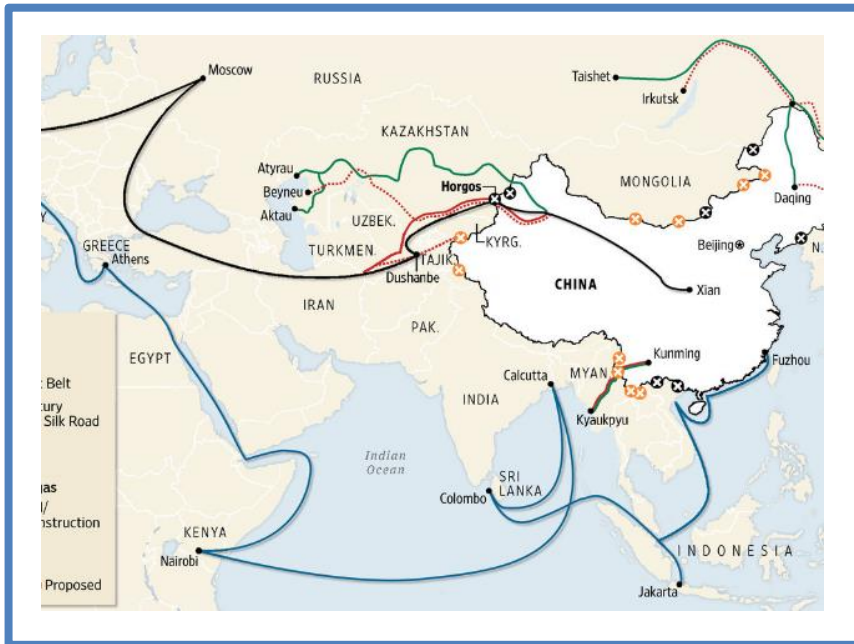 Moscow
RUSSIA
Taishet
Irkutsk
KAZAKHSTAN
Atyrau
Beyneu
Aktau
Horgos
MONGOLIA
Daqing
UZBEK.
GREECE
Athens
TURKMEN.
TAJIK.
KYRG.
Dushanbe
Beijing
N.
CHINA
Xian
IRAN
PAK.
EGYPT
Kunming
Fuzhou
Calcutta
MYAN
INDIA
Kyaukpyu
Belt
tury
Silk Road
Indian
Ocean
SRI
LANKA
Colombo
gas
l/
nstruction
KENYA
Nairobi
INDONESIA
Proposed
Jakarta